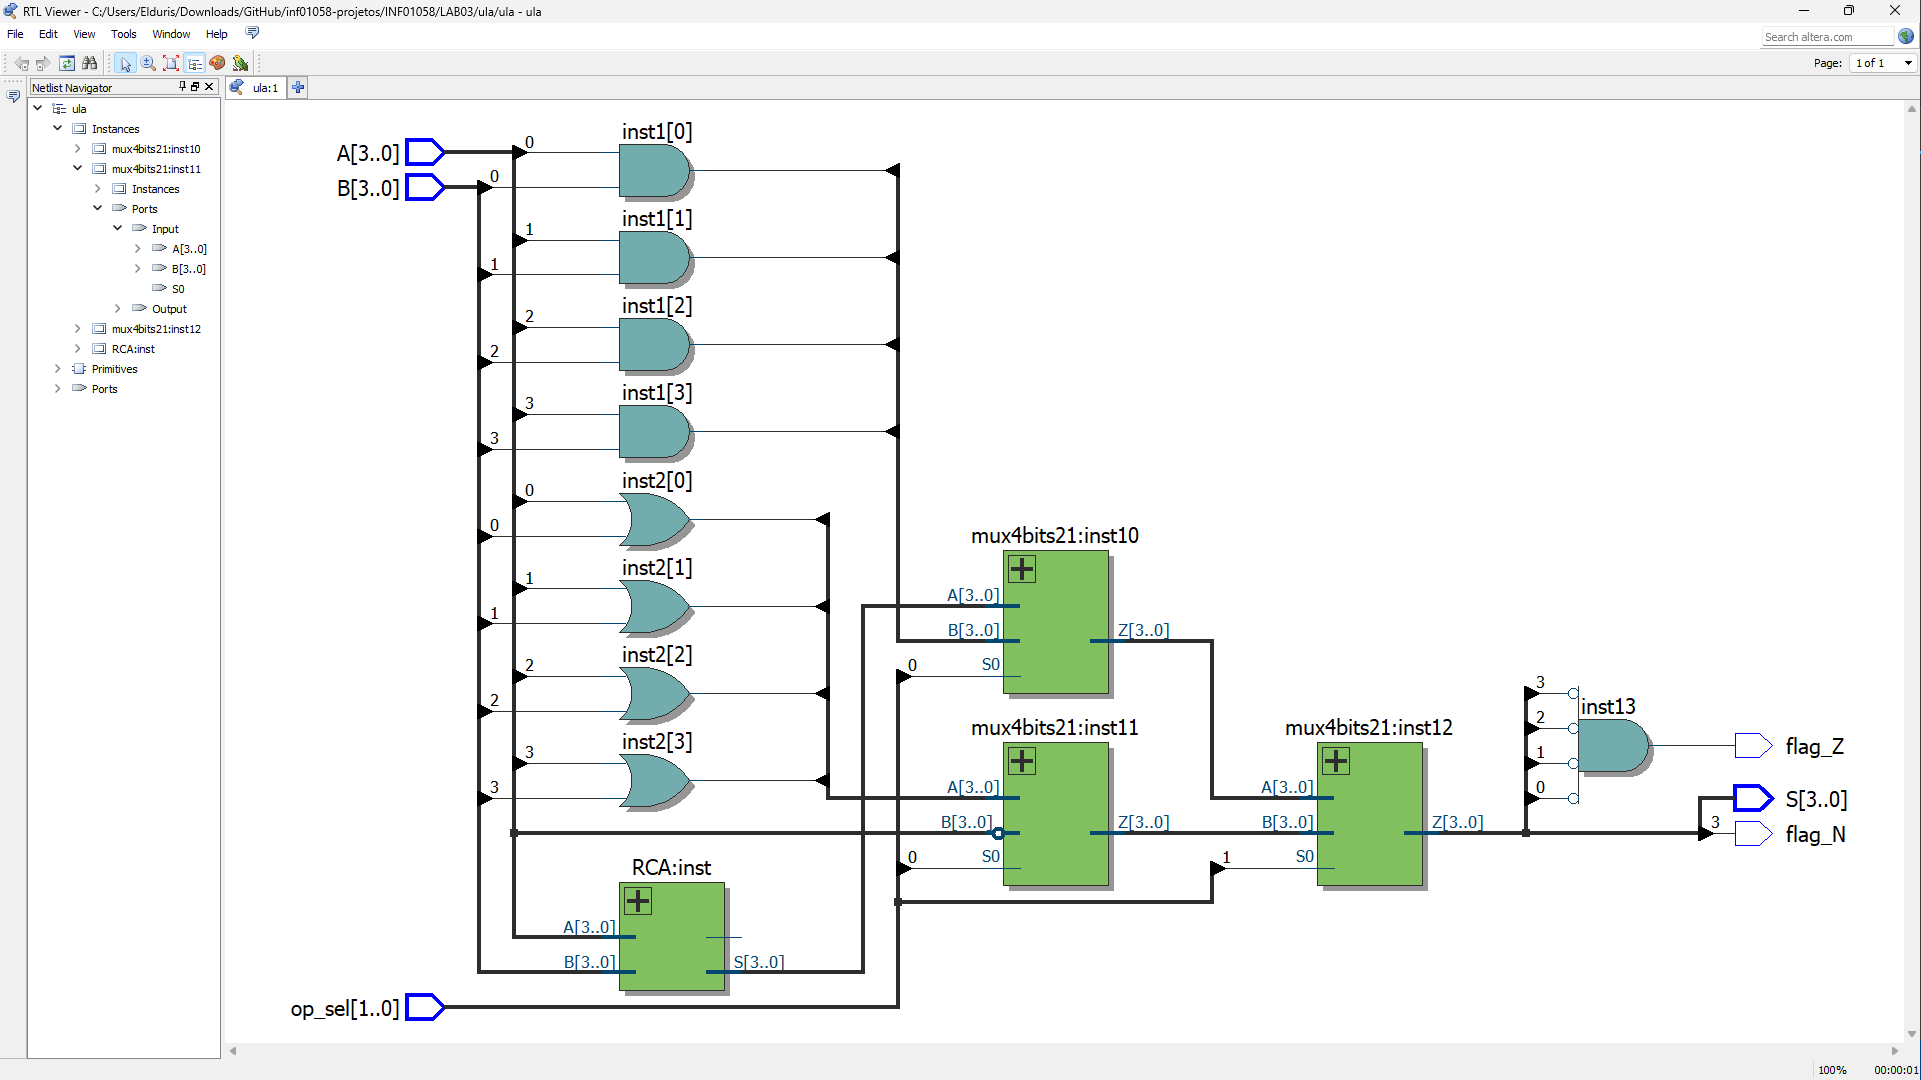 RTL Viewer - C:/Users/Elduris/Downloads/GitHub/inf01058-projetos/INF01058/LAB03/ula/ula - ula
File Edit View Tools Window Help
Search altera.com
Page: 1 of 1
Netlist Navigator
ula:1
ula
Instances
mux4bits21:inst10
mux4bits21:inst11
Instances
Ports
Input
A[3..0]
B[3..0]
S0
Output
mux4bits21:inst12
RCA:inst
Primitives
Ports
inst1[0]
A[3..0] 0
B[3..0] 0
inst1[1]
1
1
inst1[2]
2
2
inst1[3]
3
3
inst2[0]
0
0
inst2[1]
1
1
inst2[2]
2
2
inst2[3]
3
3
mux4bits21:inst10
A[3..0]
B[3..0] Z[3..0]
0 S0
mux4bits21:inst11
A[3..0]
B[3..0] Z[3..0]
0 S0
mux4bits21:inst12
A[3..0]
B[3..0] Z[3..0]
1 S0
3
inst13
2
1
0
flag_Z
S[3..0]
3 flag_N
RCA:inst
A[3..0]
B[3..0] S[3..0]
op_sel[1..0]
100% 00:00:01